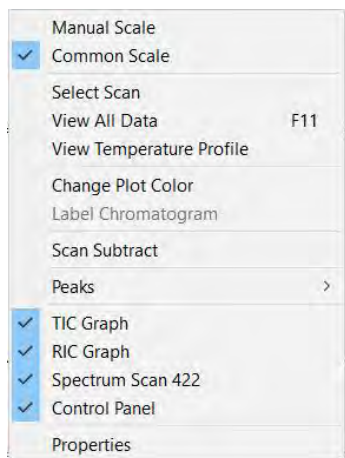 Manual Scale
Common Scale
Select Scan
View All Data F11
View Temperature Profile
Change Plot Color
Label Chromatogram
Scan Subtract
Peaks
TIC Graph
RIC Graph
Spectrum Scan 422
Control Panel
Properties